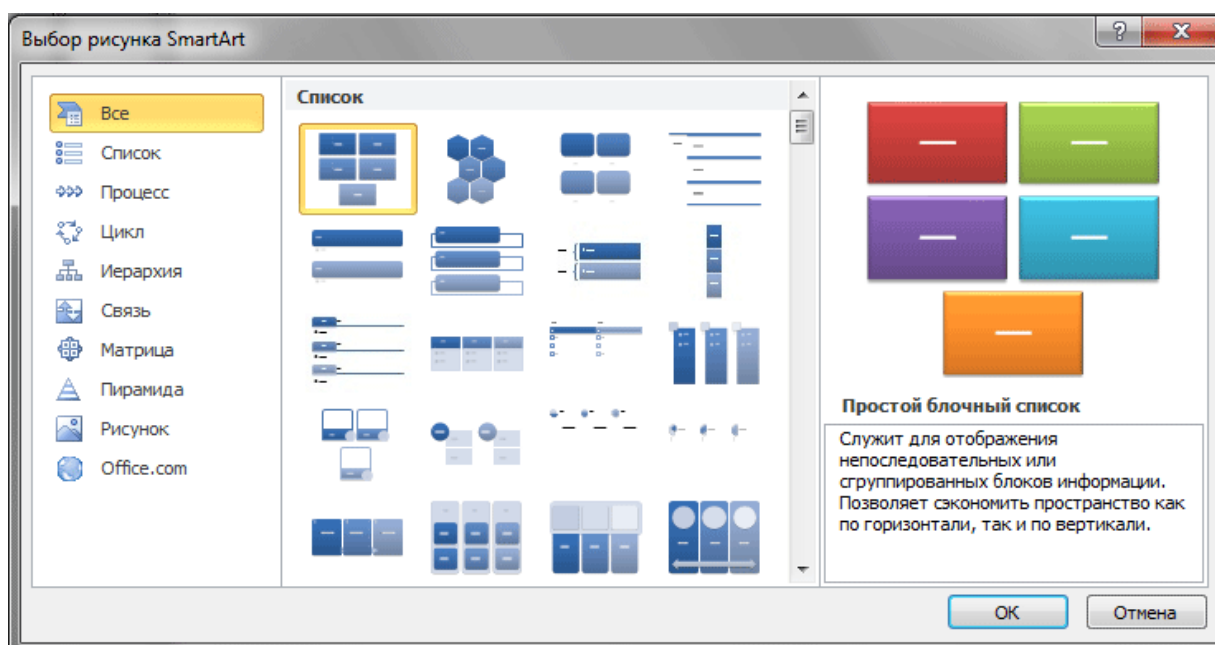 Выбор рисунка SmartArt
Все
Список
Процесс
Цикл
Иерархия
Связь
Матрица
Пирамида
Рисунок
Office.com
Список
Простой блочный список
Служит для отображения
непоследовательных или
сгруппированных блоков информации.
Позволяет сэкономить пространство как
по горизонтали, так и по вертикали.
ОК
Отмена